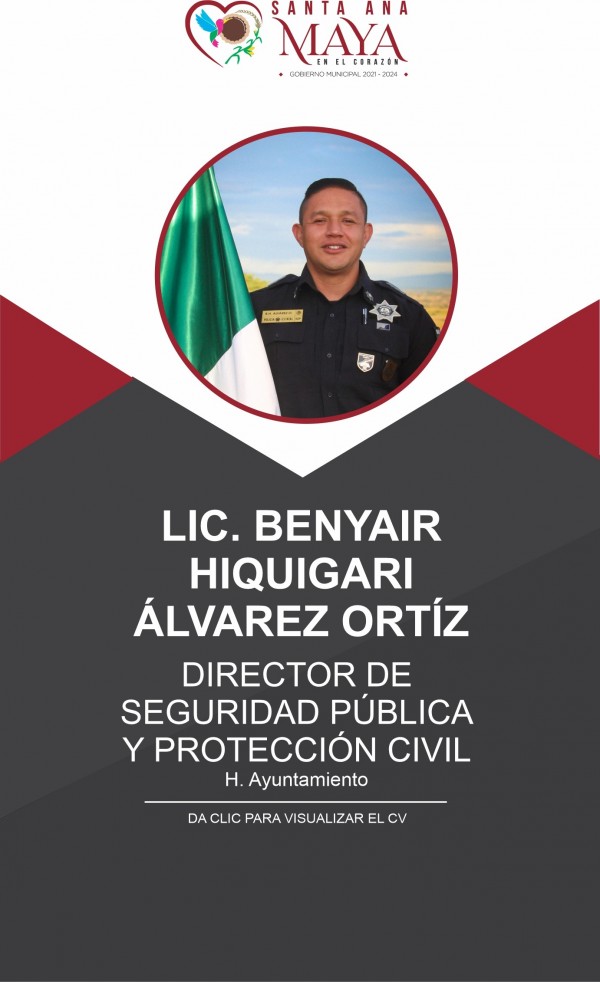 SANTA ANA
MAYA
EN EL CORAZÓN
GOBIERNO MUNICIPAL 2021 - 2024
LIC. BENYAIR
HIQUIGARI
ÁLVAREZ ORTÍZ
DIRECTOR DE
SEGURIDAD PÚBLICA
Y PROTECCIÓN CIVIL
H. Ayuntamiento
DA CLIC PARA VISUALIZAR EL CV